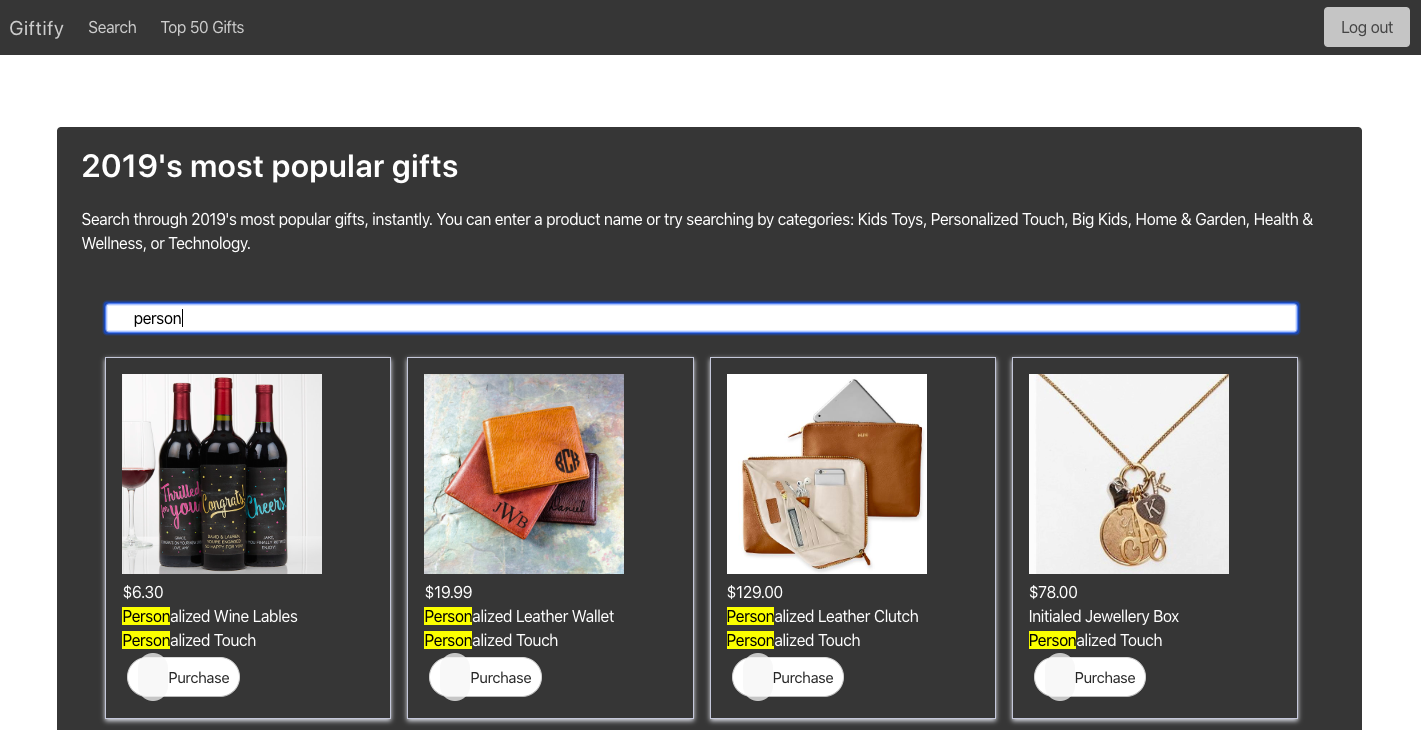 Giftify Search Top 50 Gifts Log out
2019's most popular gifts
Search through 2019's most popular gifts, instantly. You can enter a product name or try searching by categories: Kids Toys, Personalized Touch, Big Kids, Home & Garden, Health &
Wellness, or Technology.
person
Thrilled
for you
Congrats
Cheers!
BCK
JWB
Daniel
K
$6.30 $19.99 $129.00 $78.00
Personalized Wine Lables Personalized Leather Wallet Personalized Leather Clutch Initialed Jewellery Box
Personalized Touch Personalized Touch Personalized Touch Personalized Touch
Purchase Purchase Purchase Purchase